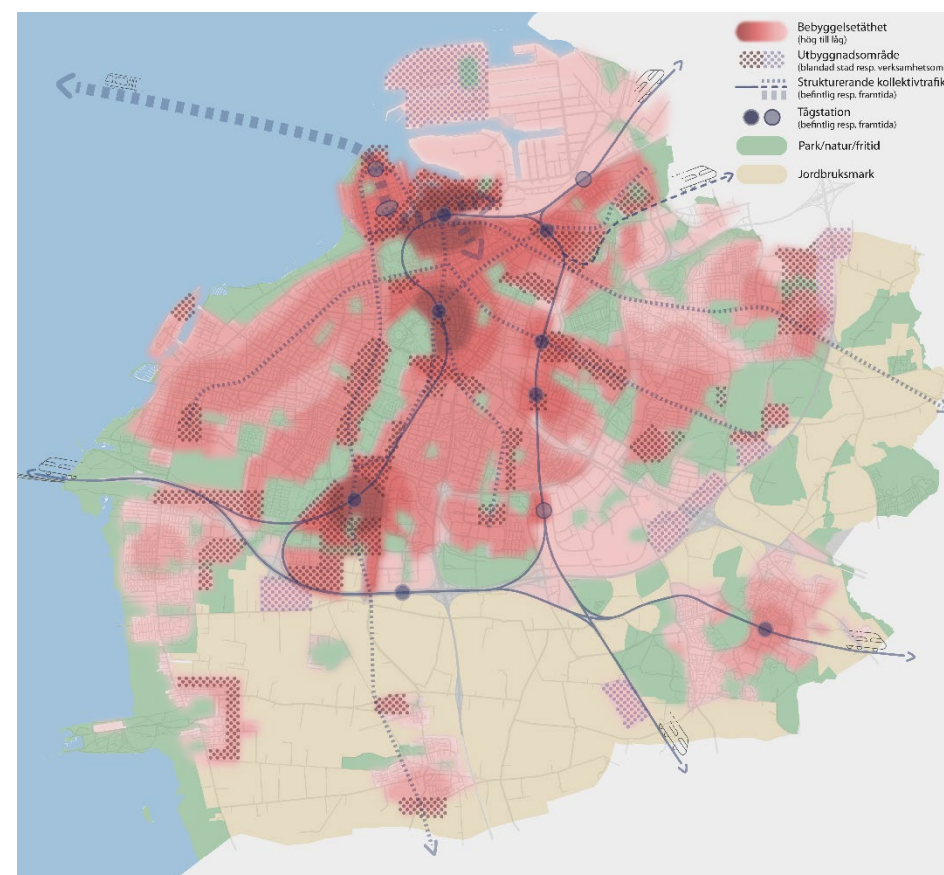 Bebyggelsetäthet
(hög till låg)
Utbyggnadsområde
(blandad stad resp. verksamhetsom
Strukturerande kollektivtrafik
(befintlig resp. framtida)
Tågstation
(befintlig resp. framtida)
Park/natur/fritid
Jordbruksmark